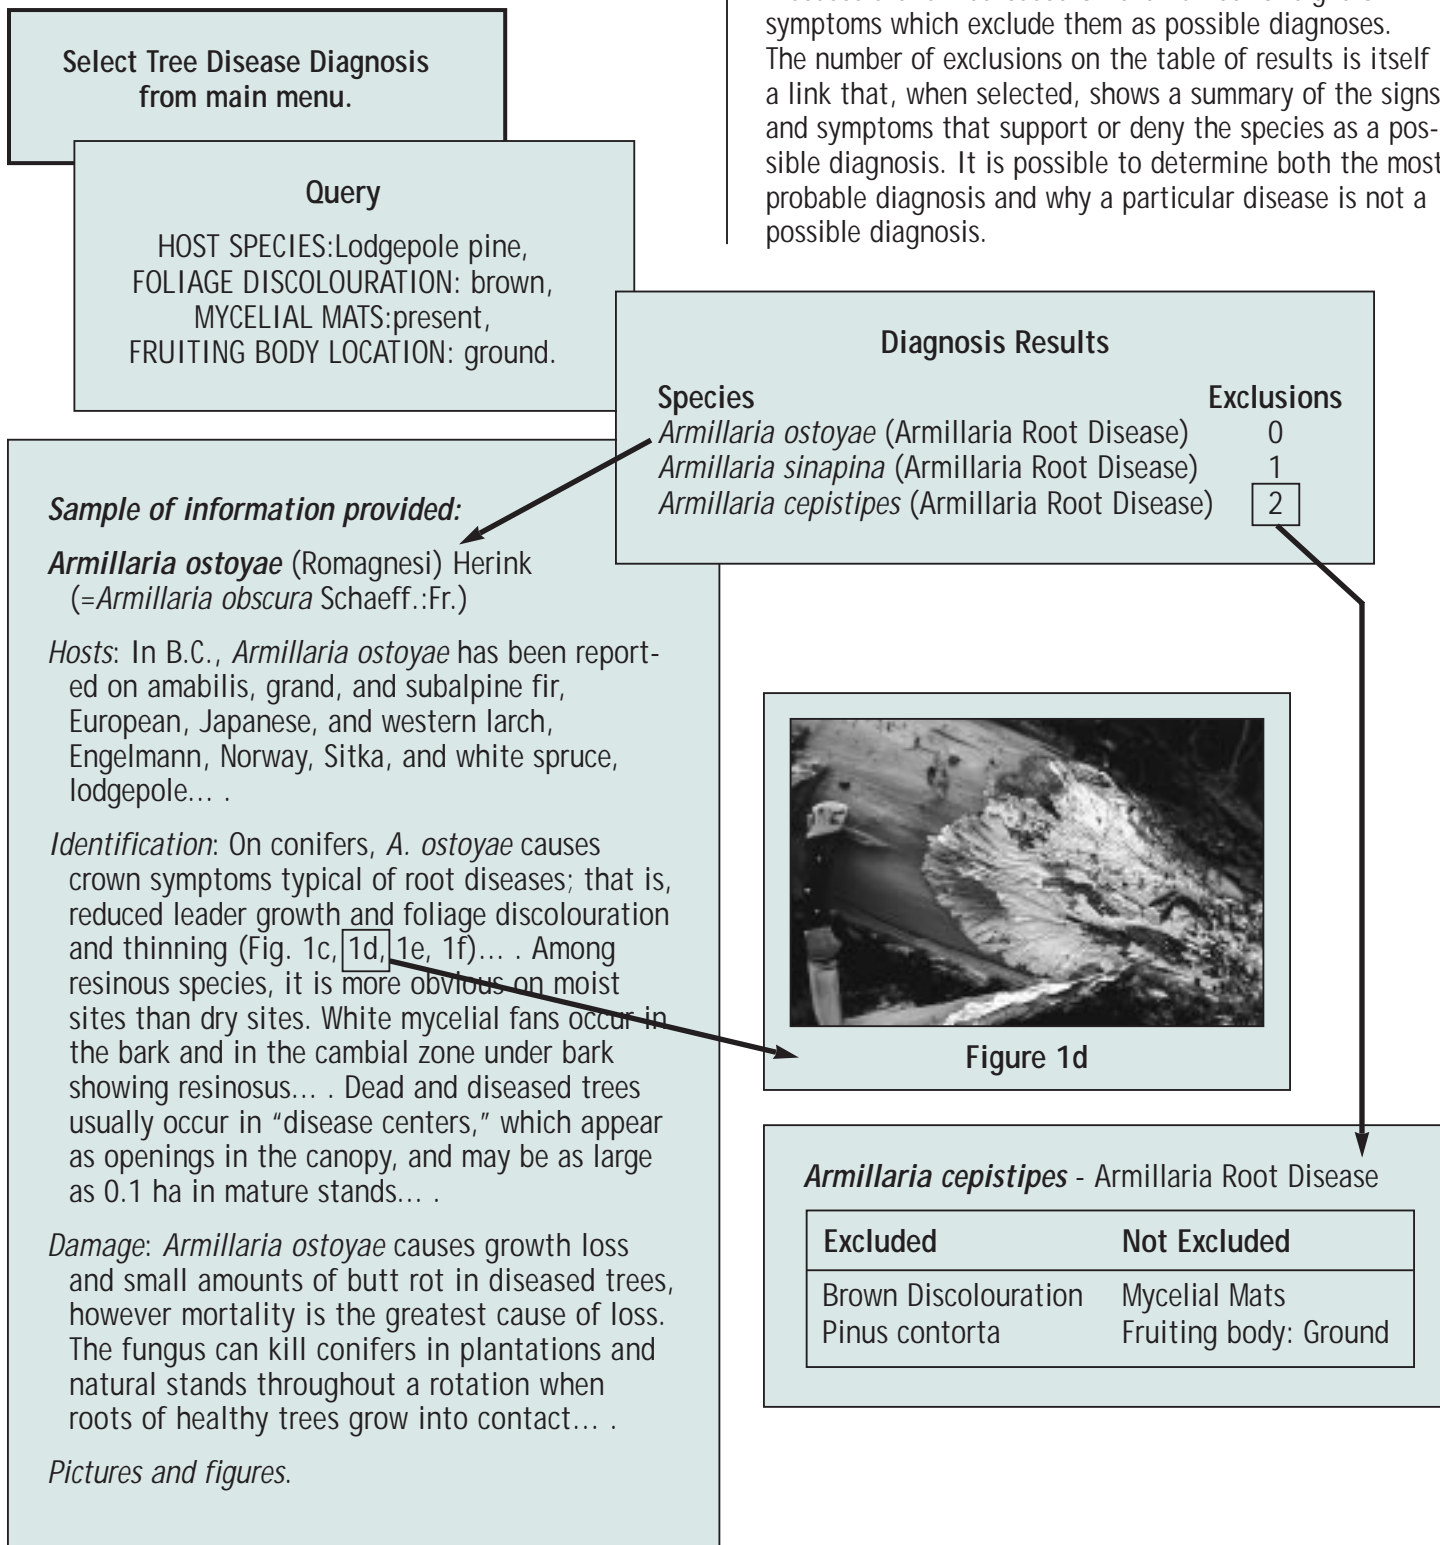 Select Tree Disease Diagnosis
from main menu.
Query
HOST SPECIES:Lodgepole pine,
FOLIAGE DISCOLOURATION: brown,
MYCELIAL MATS:present,
FRUITING BODY LOCATION: ground.
symptoms which exclude them as possible diagnoses.
The number of exclusions on the table of results is itself
a link that, when selected, shows a summary of the signs
and symptoms that support or deny the species as a pos-
sible diagnosis. It is possible to determine both the most
probable diagnosis and why a particular disease is not a
possible diagnosis.
Diagnosis Results
Species Exclusions
Armillaria ostoyae (Armillaria Root Disease) 0
Armillaria sinapina (Armillaria Root Disease) 1
Armillaria cepistipes (Armillaria Root Disease) 2
Sample of information provided:
Armillaria ostoyae (Romagnesi) Herink
(=Armillaria obscura Schaeff.:Fr.)
Hosts: In B.C., Armillaria ostoyae has been report-
ed on amabilis, grand, and subalpine fir,
European, Japanese, and western larch,
Engelmann, Norway, Sitka, and white spruce,
lodgepole... .
Identification: On conifers, A. ostoyae causes
crown symptoms typical of root diseases; that is,
reduced leader growth and foliage discolouration
and thinning (Fig. 1c, 1d, 1e, 1f)... . Among
resinous species, it is more obvious on moist
sites than dry sites. White mycelial fans occur in
the bark and in the cambial zone under bark
showing resinosus... . Dead and diseased trees
usually occur in "disease centers," which appear
as openings in the canopy, and may be as large
as 0.1 ha in mature stands... .
Damage: Armillaria ostoyae causes growth loss
and small amounts of butt rot in diseased trees,
however mortality is the greatest cause of loss.
The fungus can kill conifers in plantations and
natural stands throughout a rotation when
roots of healthy trees grow into contact... .
Pictures and figures.
Figure 1d
Armillaria cepistipes - Armillaria Root Disease
Excluded Not Excluded
Brown Discolouration Mycelial Mats
Pinus contorta Fruiting body: Ground